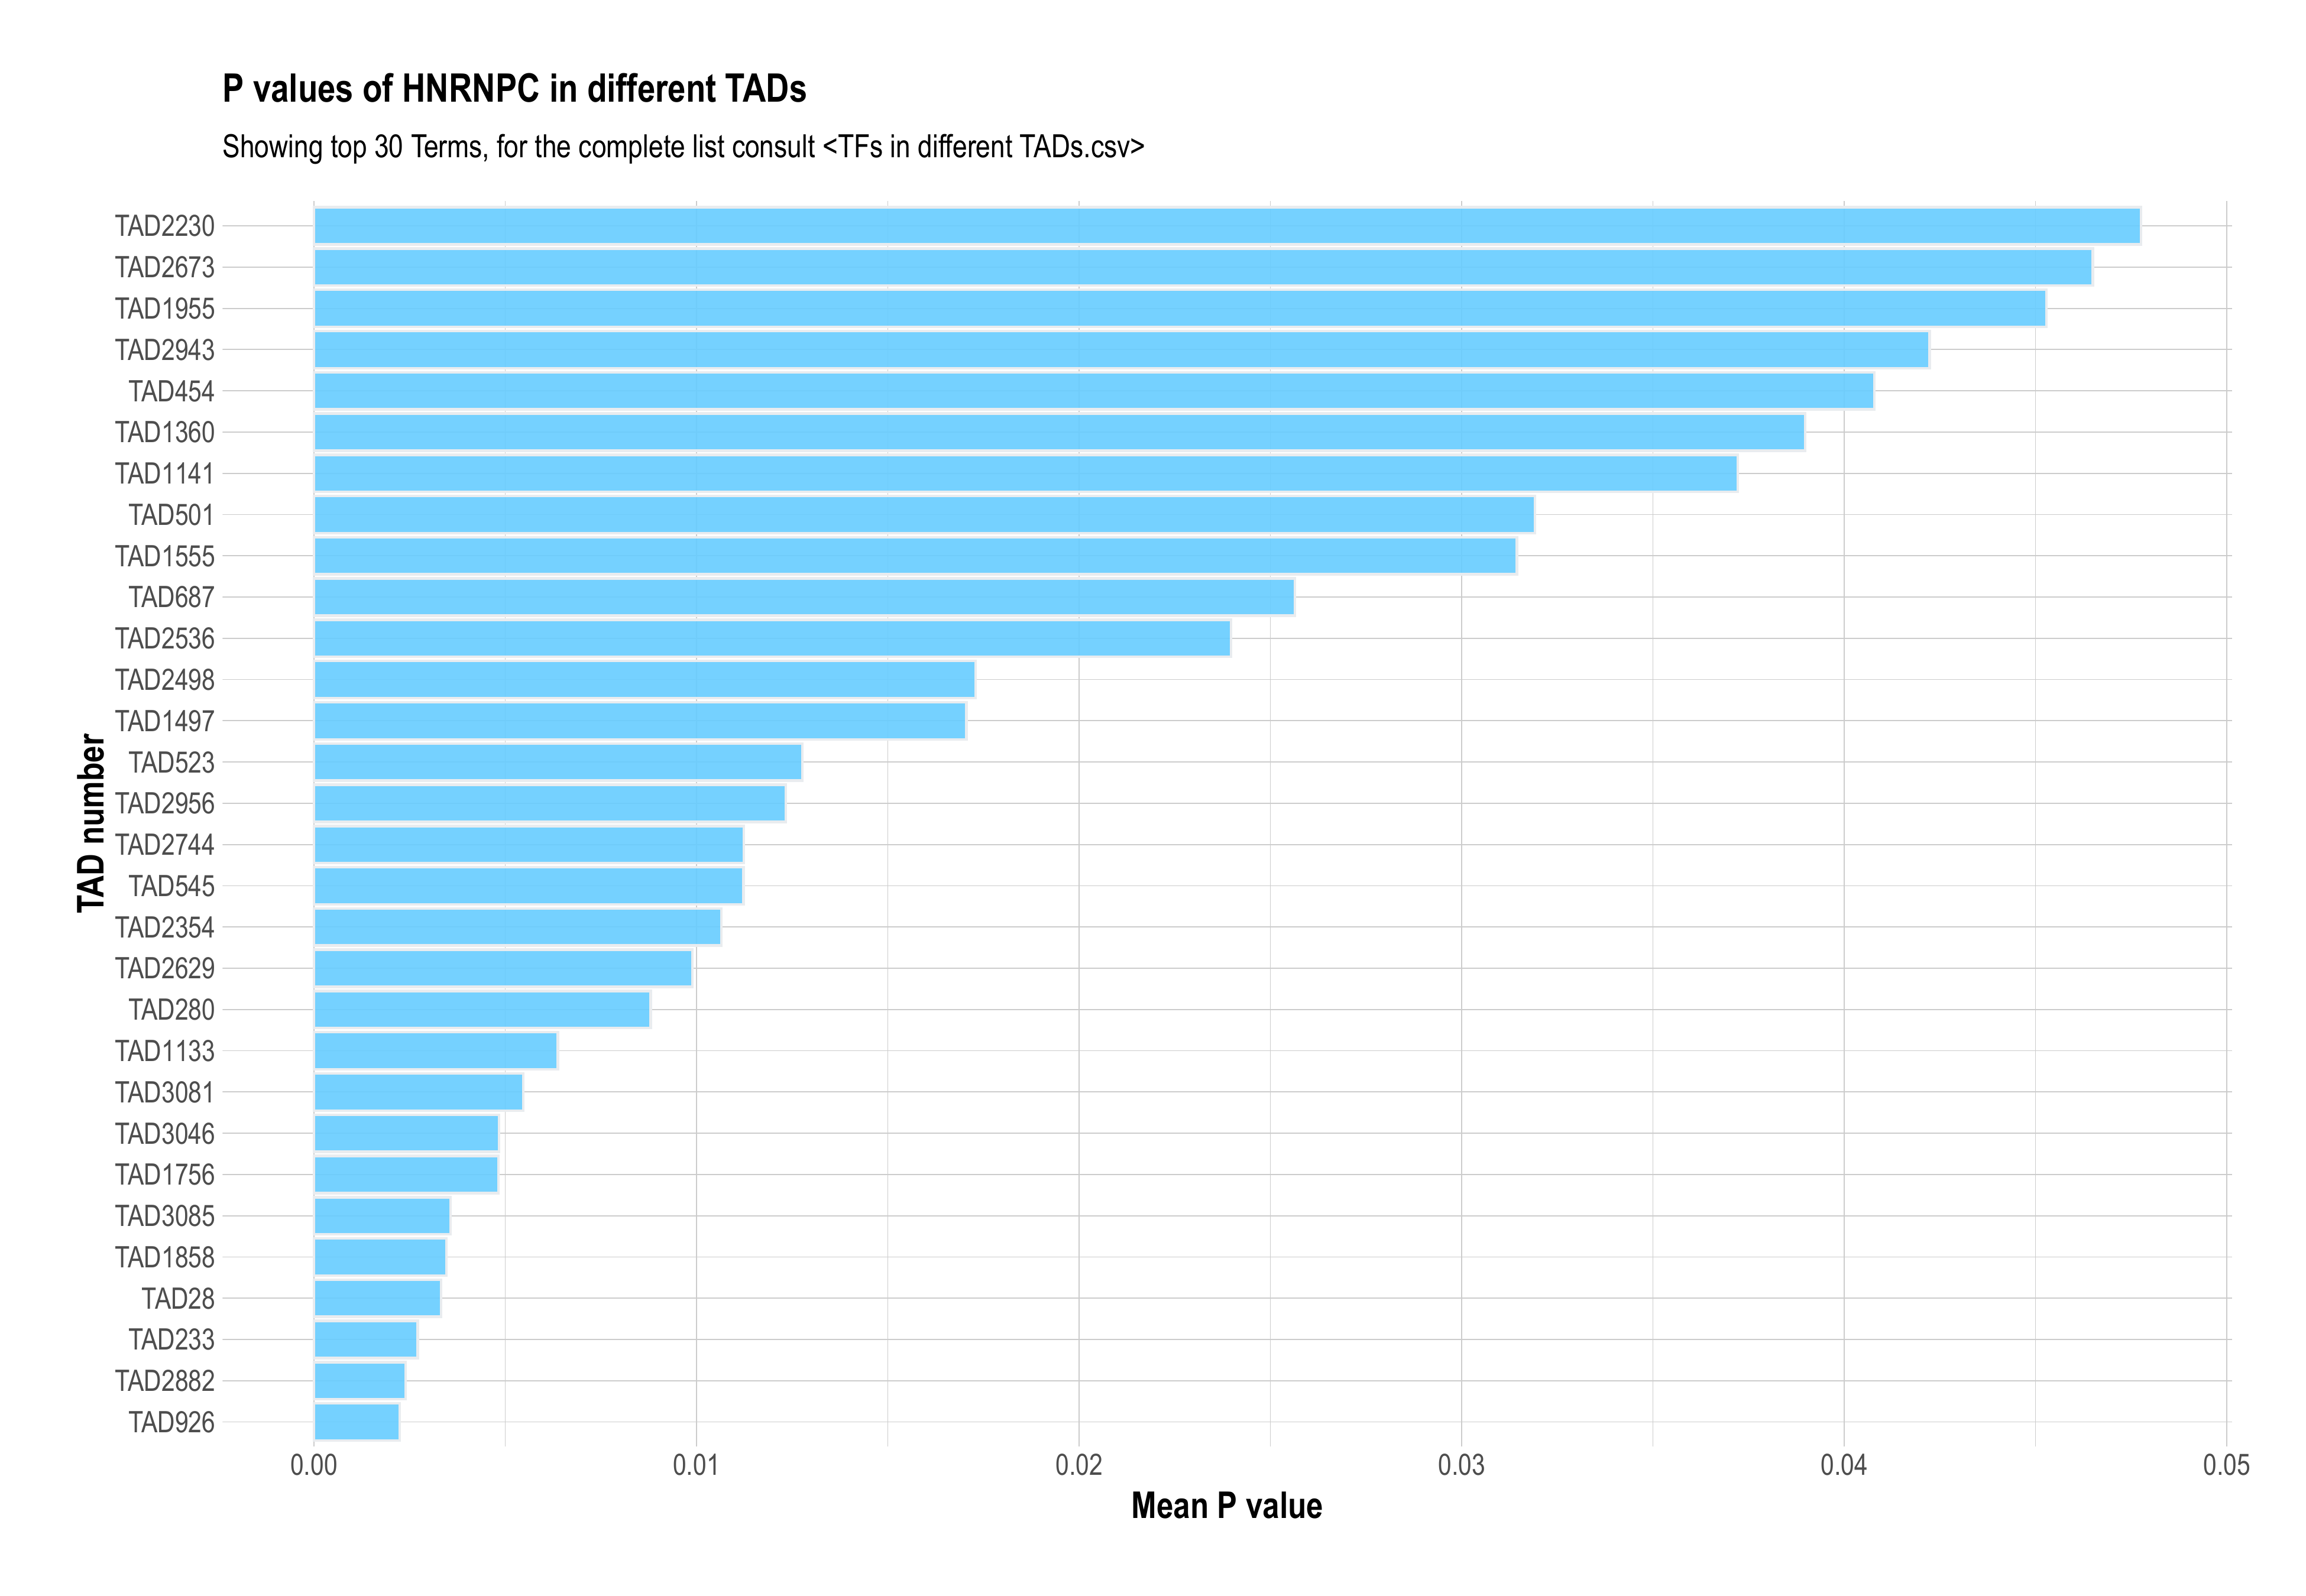 P values of HNRNPC in different TADs
Showing top 30 Terms, for the complete list consult <TFs in different TADs.csv>
TAD number
TAD2230
TAD2673
TAD1955
TAD2943
TAD454
TAD1360
TAD1141
TAD501
TAD1555
TAD687
TAD2536
TAD2498
TAD1497
TAD523
TAD2956
TAD2744
TAD545
TAD2354
TAD2629
TAD280
TAD1133
TAD3081
TAD3046
TAD1756
TAD3085
TAD1858
TAD28
TAD233
TAD2882
TAD926
0.00 0.01 0.02 0.03 0.04 0.05
Mean P value